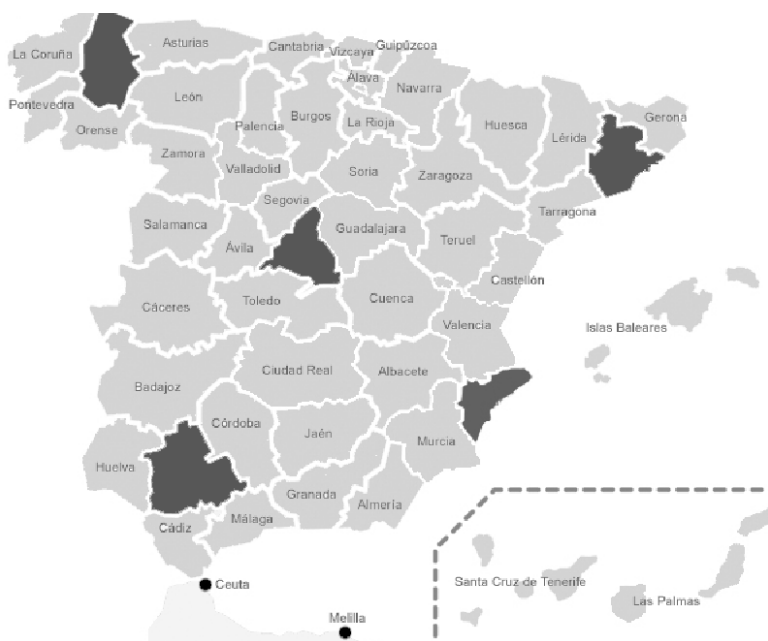 La Coruña
Asturias
Cantabria
Vizcaya
Guipúzcoa
Álava
Navarra
Pontevedra
León
Palencia
Burgos
La Rioja
Huesca
Lérida
Gerona
Orense
Zamora
Valladolid
Soria
Zaragoza
Segovia
Tarragona
Salamanca
Ávila
Guadalajara
Teruel
Castellón
Cáceres
Toledo
Cuenca
Valencia
Islas Baleares
Badajoz
Ciudad Real
Albacete
Córdoba
Jaén
Murcia
Huelva
Granada
Almería
Cádiz
Málaga
Ceuta
Melilla
Santa Cruz de Tenerife
Las Palmas